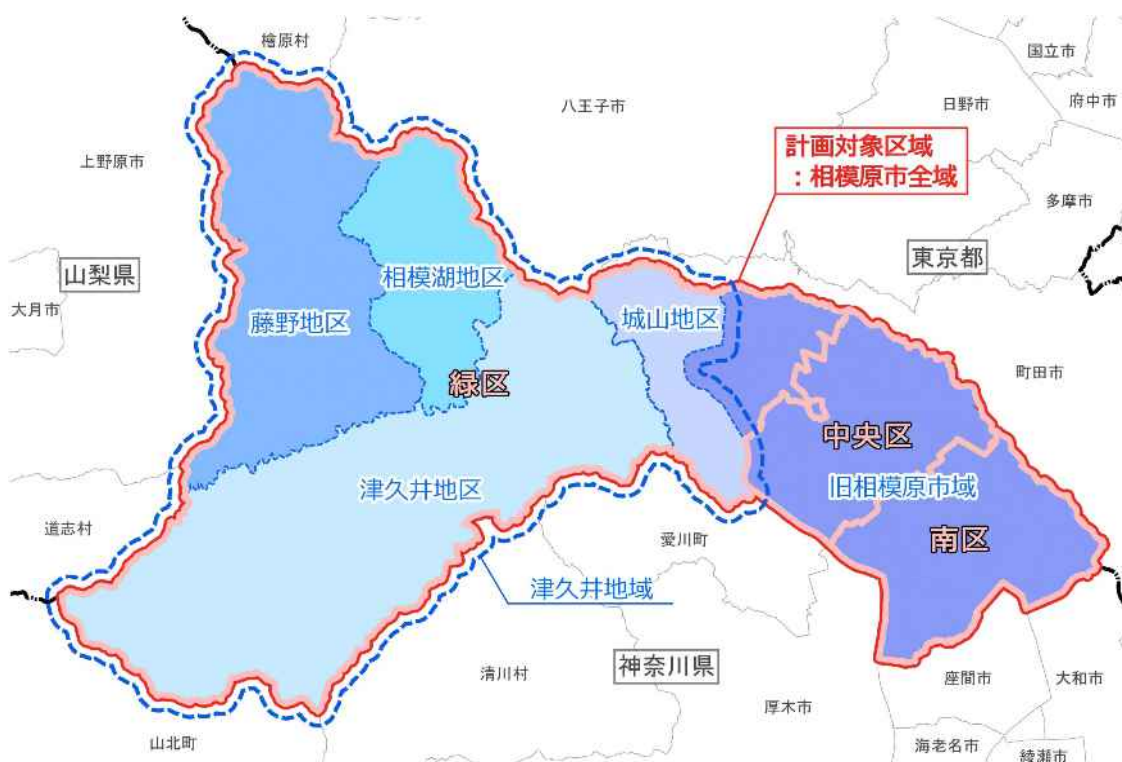 檜原村
国立市
八王子市
日野市
府中市
計画対象区域
：相模原市全域
上野原市
多摩市
東京都
山梨県
相模湖地区
大月市
藤野地区
城山地区
町田市
緑区
中央区
津久井地区
旧相模原市域
道志村
愛川町
南区
津久井地域
清川村
神奈川県
座間市
大和市
厚木市
山北町
海老名市
綾瀬市